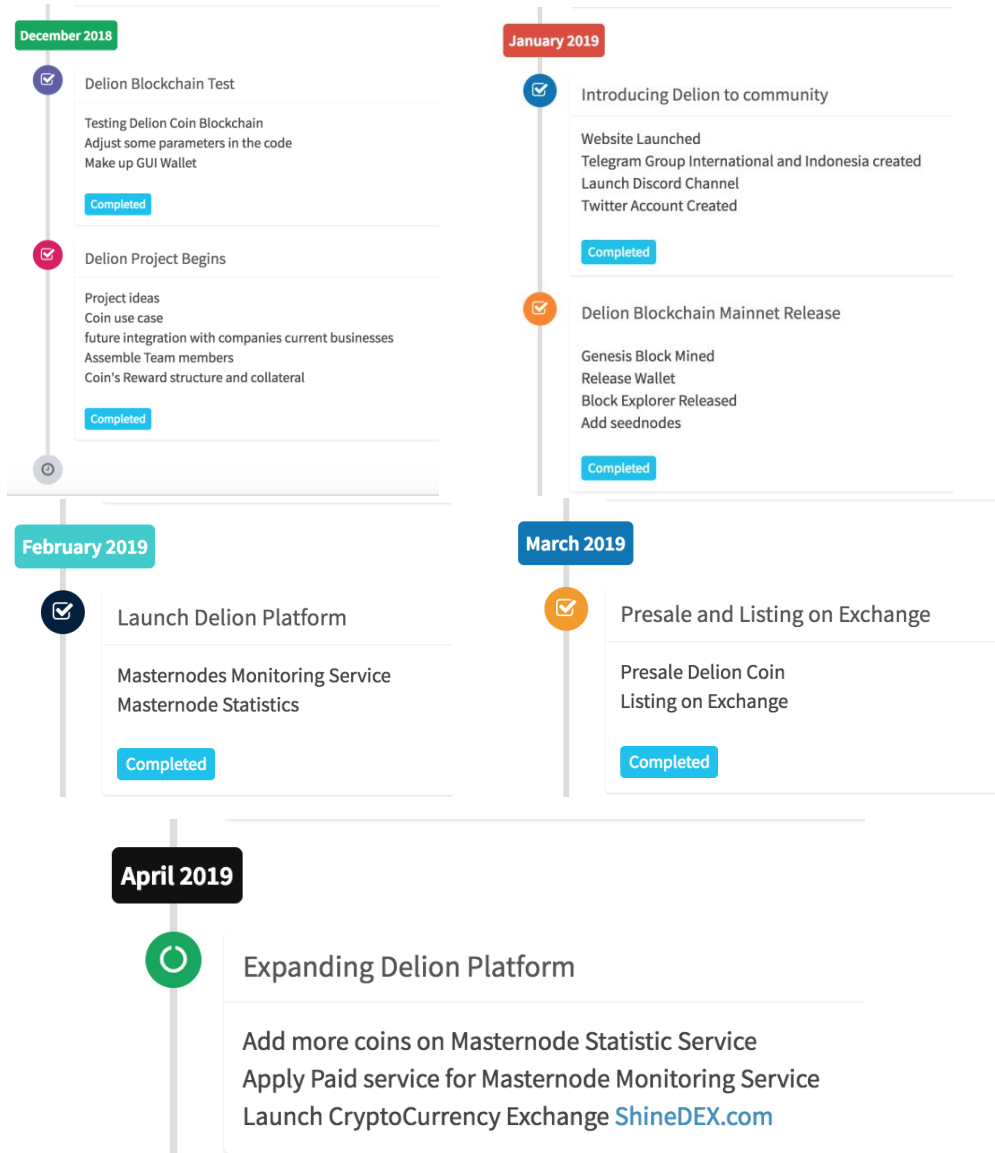 December 2018
Delion Blockchain Test
Testing Delion Coin Blockchain
Adjust some parameters in the code
Make up GUI Wallet
Completed
Delion Project Begins
Project ideas
Coin use case
future integration with companies current businesses
Assemble Team members
Coin's Reward structure and collateral
Completed
January 2019
Introducing Delion to community
Website Launched
Telegram Group International and Indonesia created
Launch Discord Channel
Twitter Account Created
Completed
Delion Blockchain Mainnet Release
Genesis Block Mined
Release Wallet
Block Explorer Released
Add seednodes
Completed
February 2019
Launch Delion Platform
Masternodes Monitoring Service
Masternode Statistics
Completed
March 2019
Presale and Listing on Exchange
Presale Delion Coin
Listing on Exchange
Completed
April 2019
Expanding Delion Platform
Add more coins on Masternode Statistic Service
Apply Paid service for Masternode Monitoring Service
Launch CryptoCurrency Exchange ShineDEX.com